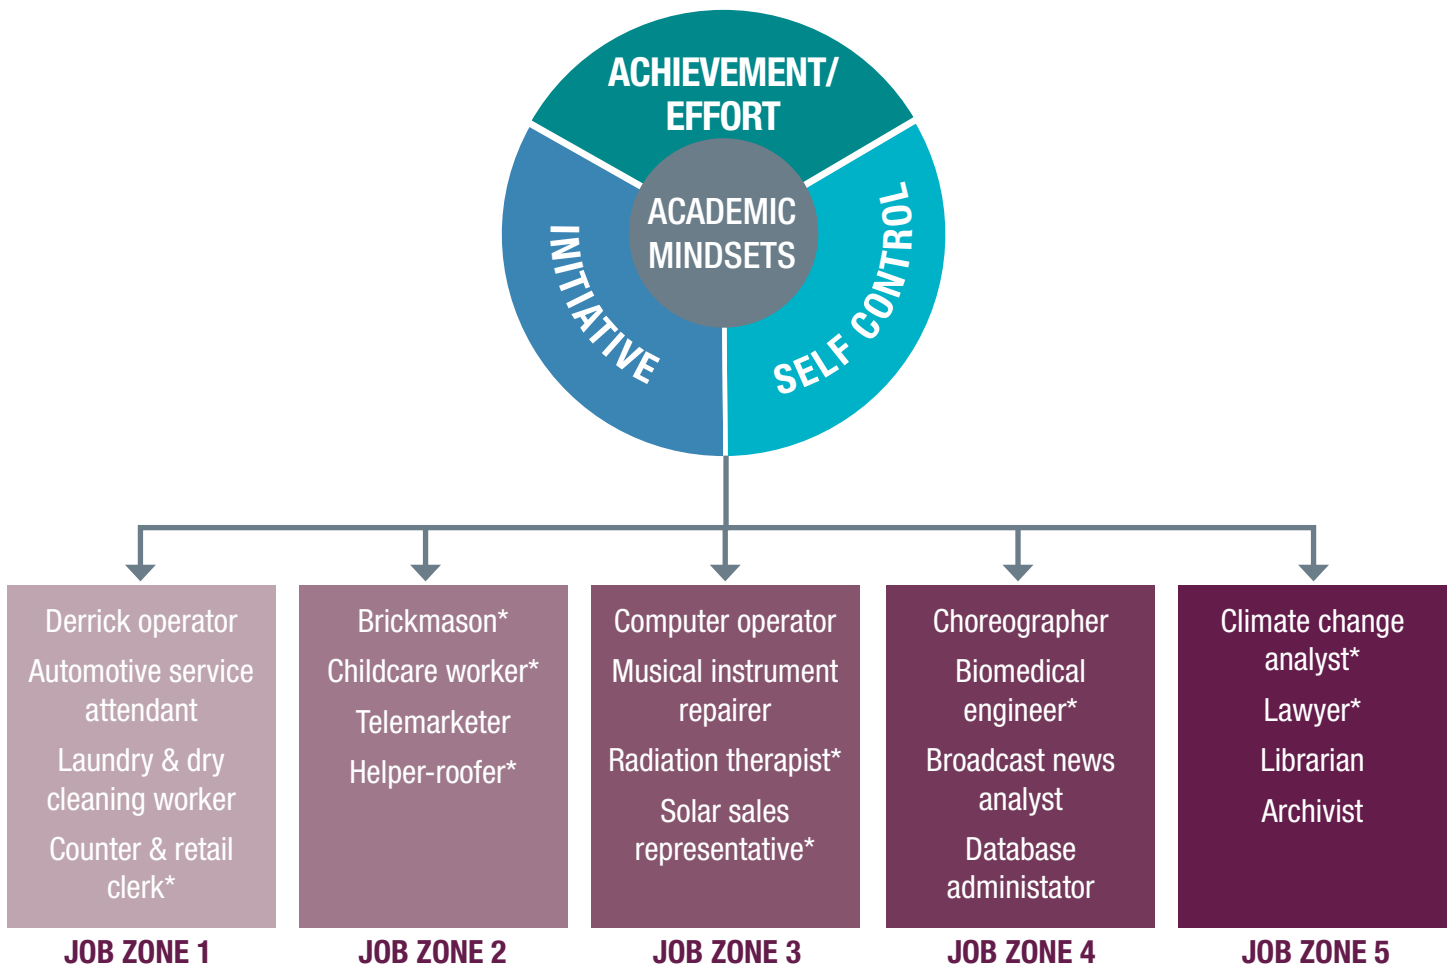 ACHIEVEMENT/
EFFORT
ACADEMIC
MINDSETS
INITIATIVE
SELF CONTROL
Derrick operator
Automotive service
attendant
Laundry & dry
cleaning worker
Counter & retail
clerk*
JOB ZONE 1
Brickmason*
Childcare worker*
Telemarketer
Helper-roofer*
JOB ZONE 2
Computer operator
Musical instrument
repairer
Radiation therapist*
Solar sales
representative*
JOB ZONE 3
Choreographer
Biomedical
engineer*
Broadcast news
analyst
Database
administator
JOB ZONE 4
Climate change
analyst*
Lawyer*
Librarian
Archivist
JOB ZONE 5